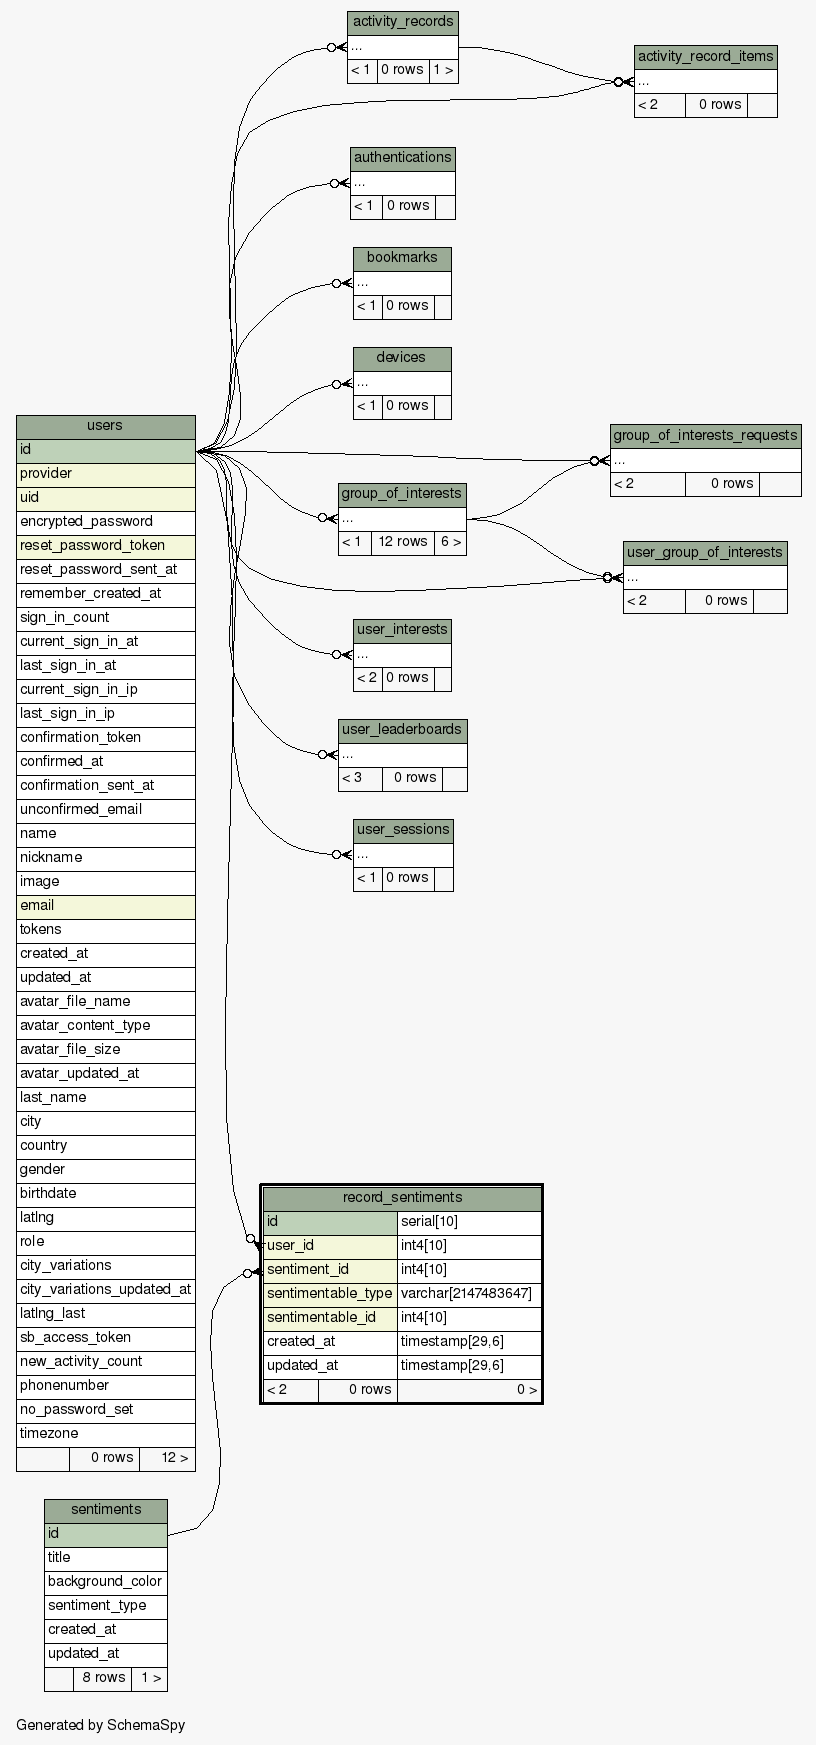 activity_records
...
< 1 0 rows 1 >
activity_record_items
...
< 2 0 rows
authentications
...
< 1 0 rows
bookmarks
...
< 1 0 rows
devices
...
< 1 0 rows
users
id
provider
uid
encrypted_password
reset_password_token
reset_password_sent_at
remember_created_at
sign_in_count
current_sign_in_at
last_sign_in_at
current_sign_in_ip
last_sign_in_ip
confirmation_token
confirmed_at
confirmation_sent_at
unconfirmed_email
name
nickname
image
email
tokens
created_at
updated_at
avatar_file_name
avatar_content_type
avatar_file_size
avatar_updated_at
last_name
city
country
gender
birthdate
latlng
role
city_variations
city_variations_updated_at
latlng_last
sb_access_token
new_activity_count
phonenumber
no_password_set
timezone
0 rows 12 >
group_of_interests_requests
...
< 2 0 rows
group_of_interests
...
< 1 12 rows 6 >
user_group_of_interests
...
< 2 0 rows
user_interests
...
< 2 0 rows
user_leaderboards
...
< 3 0 rows
user_sessions
...
< 1 0 rows
record_sentiments
id serial[10]
user_id int4[10]
sentiment_id int4[10]
sentimentable_type varchar[2147483647]
sentimentable_id int4[10]
created_at timestamp[29,6]
updated_at timestamp[29,6]
< 2 0 rows 0 >
sentiments
id
title
background_color
sentiment_type
created_at
updated_at
8 rows 1 >
Generated by SchemaSpy